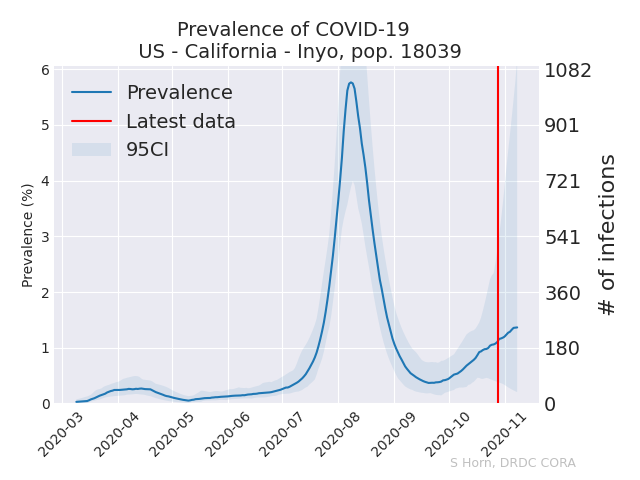 Prevalence of COVID-19
US - California - Inyo, pop. 18039
Prevalence
Latest data
95CI
Prevalence (%)
6
5
4
3
2
1
0
1082
901
721
541
360
180
0
# of infections
2020-03
2020-04
2020-05
2020-06
2020-07
2020-08
2020-09
2020-10
2020-11
S Horn, DRDC CORA